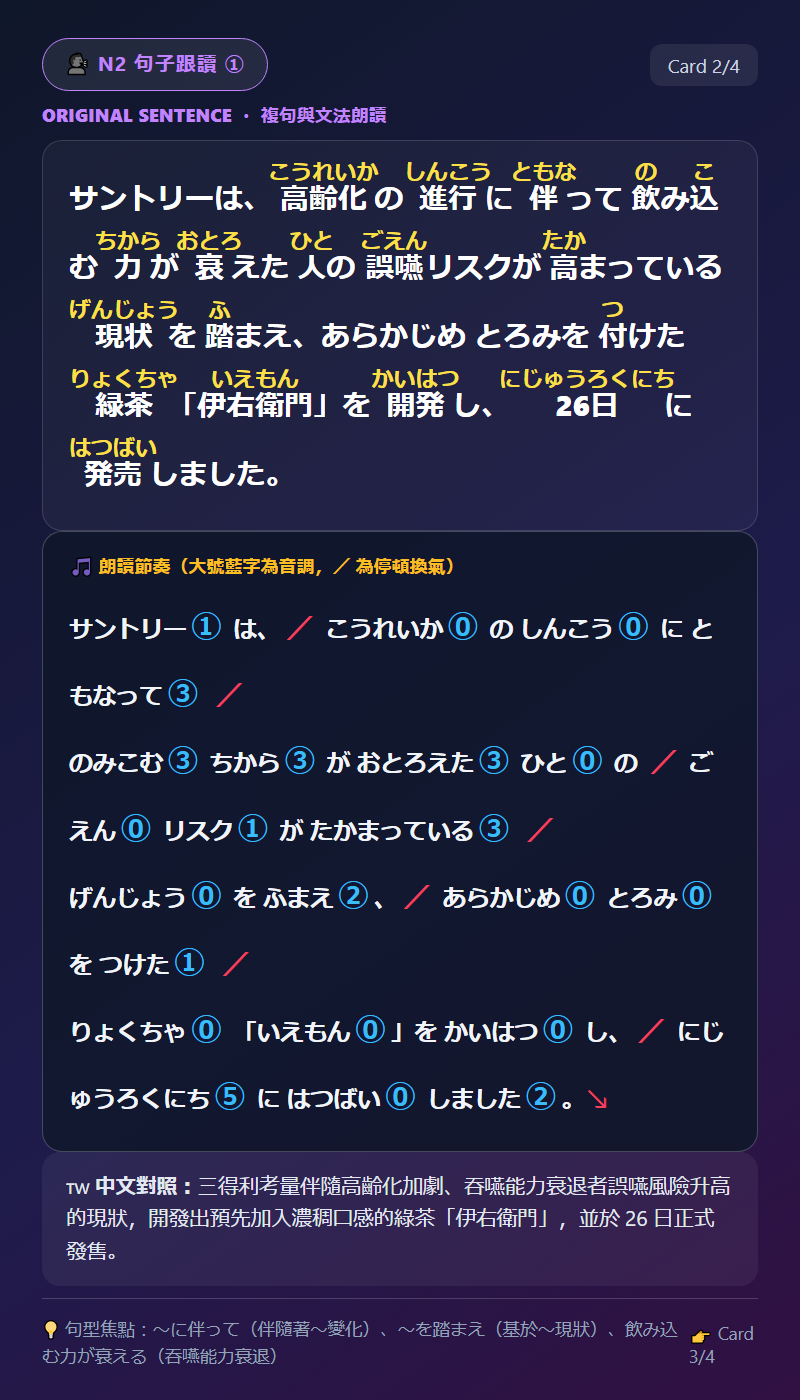 🗣 N2 句子跟讀 ①
Card 2/4
ORIGINAL SENTENCE · 複句與文法朗讀
こうれいか しんこう ともな の こ
サントリーは、高齢化の進行に伴って飲み込
ちから おとろ ひと ごえん たか
む力が衰えた人の誤嚥リスクが高まっている
げんじょう ふ つ
現状を踏まえ、あらかじめとろみを付けた
りょくちゃ いえもん かいはつ にじゅうろくにち
緑茶「伊右衛門」を開発し、26日に
はつばい
発売しました。
🎵 朗讀節奏（大號藍字為音調，／ 為停頓換氣）
サントリー① は、 ／ こうれいか⓪ の しんこう⓪ に と
もなって③ ／
のみこむ③ ちから③ が おとろえた③ ひと⓪ の ／ ご
えん⓪ リスク① が たかまっている③ ／
げんじょう⓪ を ふまえ②、／ あらかじめ⓪ とろみ⓪
を つけた① ／
りょくちゃ⓪ 「いえもん⓪」を かいはつ⓪ し、 ／ にじ
ゅうろくにち⑤ に はつばい⓪ しました②。↘
TW 中文對照：三得利考量伴隨高齡化加劇、吞嚥能力衰退者誤嚥風險升高
的現狀，開發出預先加入濃稠口感的綠茶「伊右衛門」，並於 26 日正式
發售。
💡 句型焦點：〜に伴って（伴隨著〜變化）、〜を踏まえ（基於〜現狀）、飲み込
む力が衰える（吞嚥能力衰退）
👉 Card
3/4